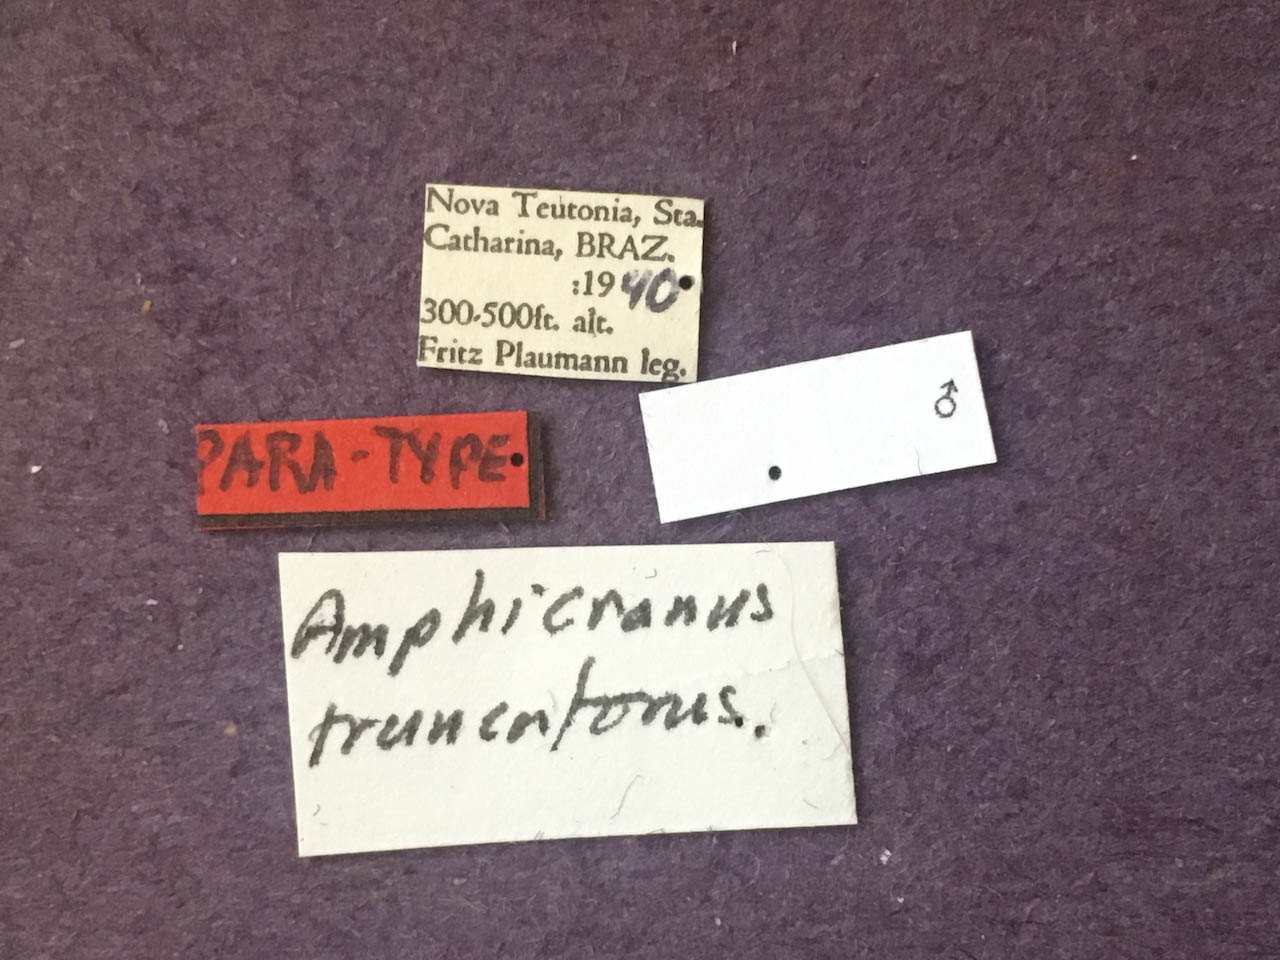 Nova Teutonia, Sta.
Catharina, BRAZ.
:1940
300-500ft. alt.
Fritz Plaumann leg.
♂
PARA-TYPE
Amphicranus
truncatorus.